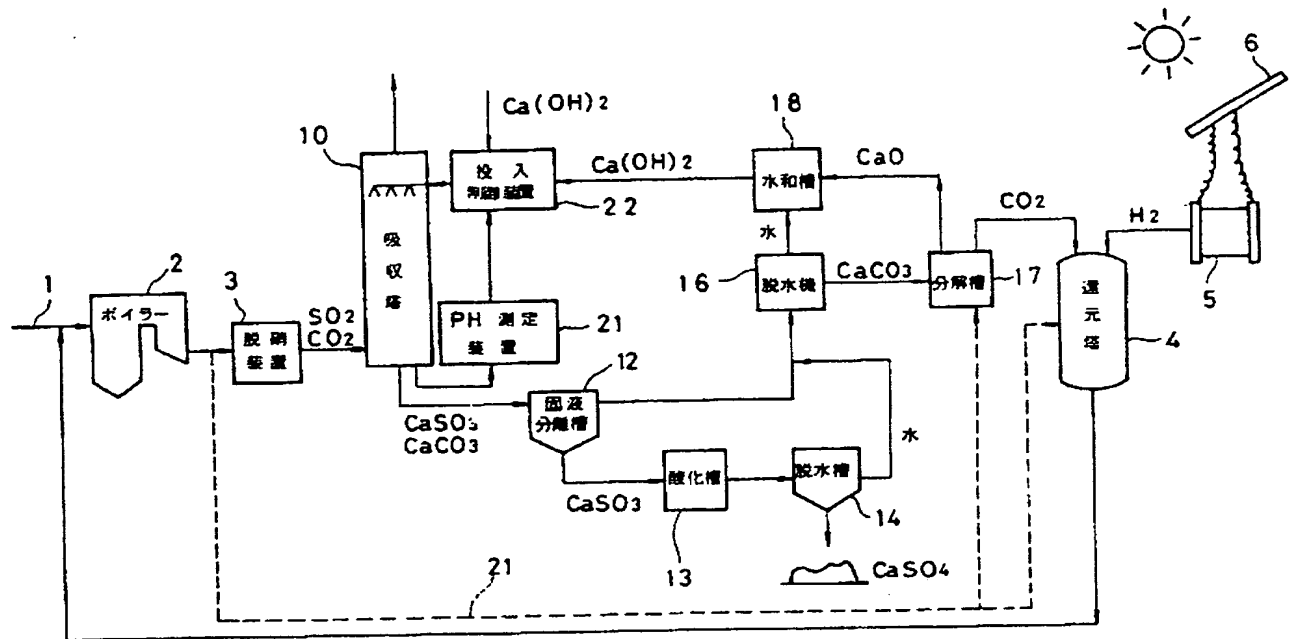 6
Ca(OH)2
18
10
投入
制御装置
Ca(OH)2
水和槽
CaO
22
CO2
H2
吸収塔
水
5
2
16
脱水機
CaCO3
分解槽
17
還元塔
4
1
ボイラー
3
SO2
CO2
脱硝
装置
PH 測定
装置
21
12
固液
分離槽
CaSO3
CaCO3
水
CaSO3
酸化槽
脱水槽
14
13
CaSO4
21